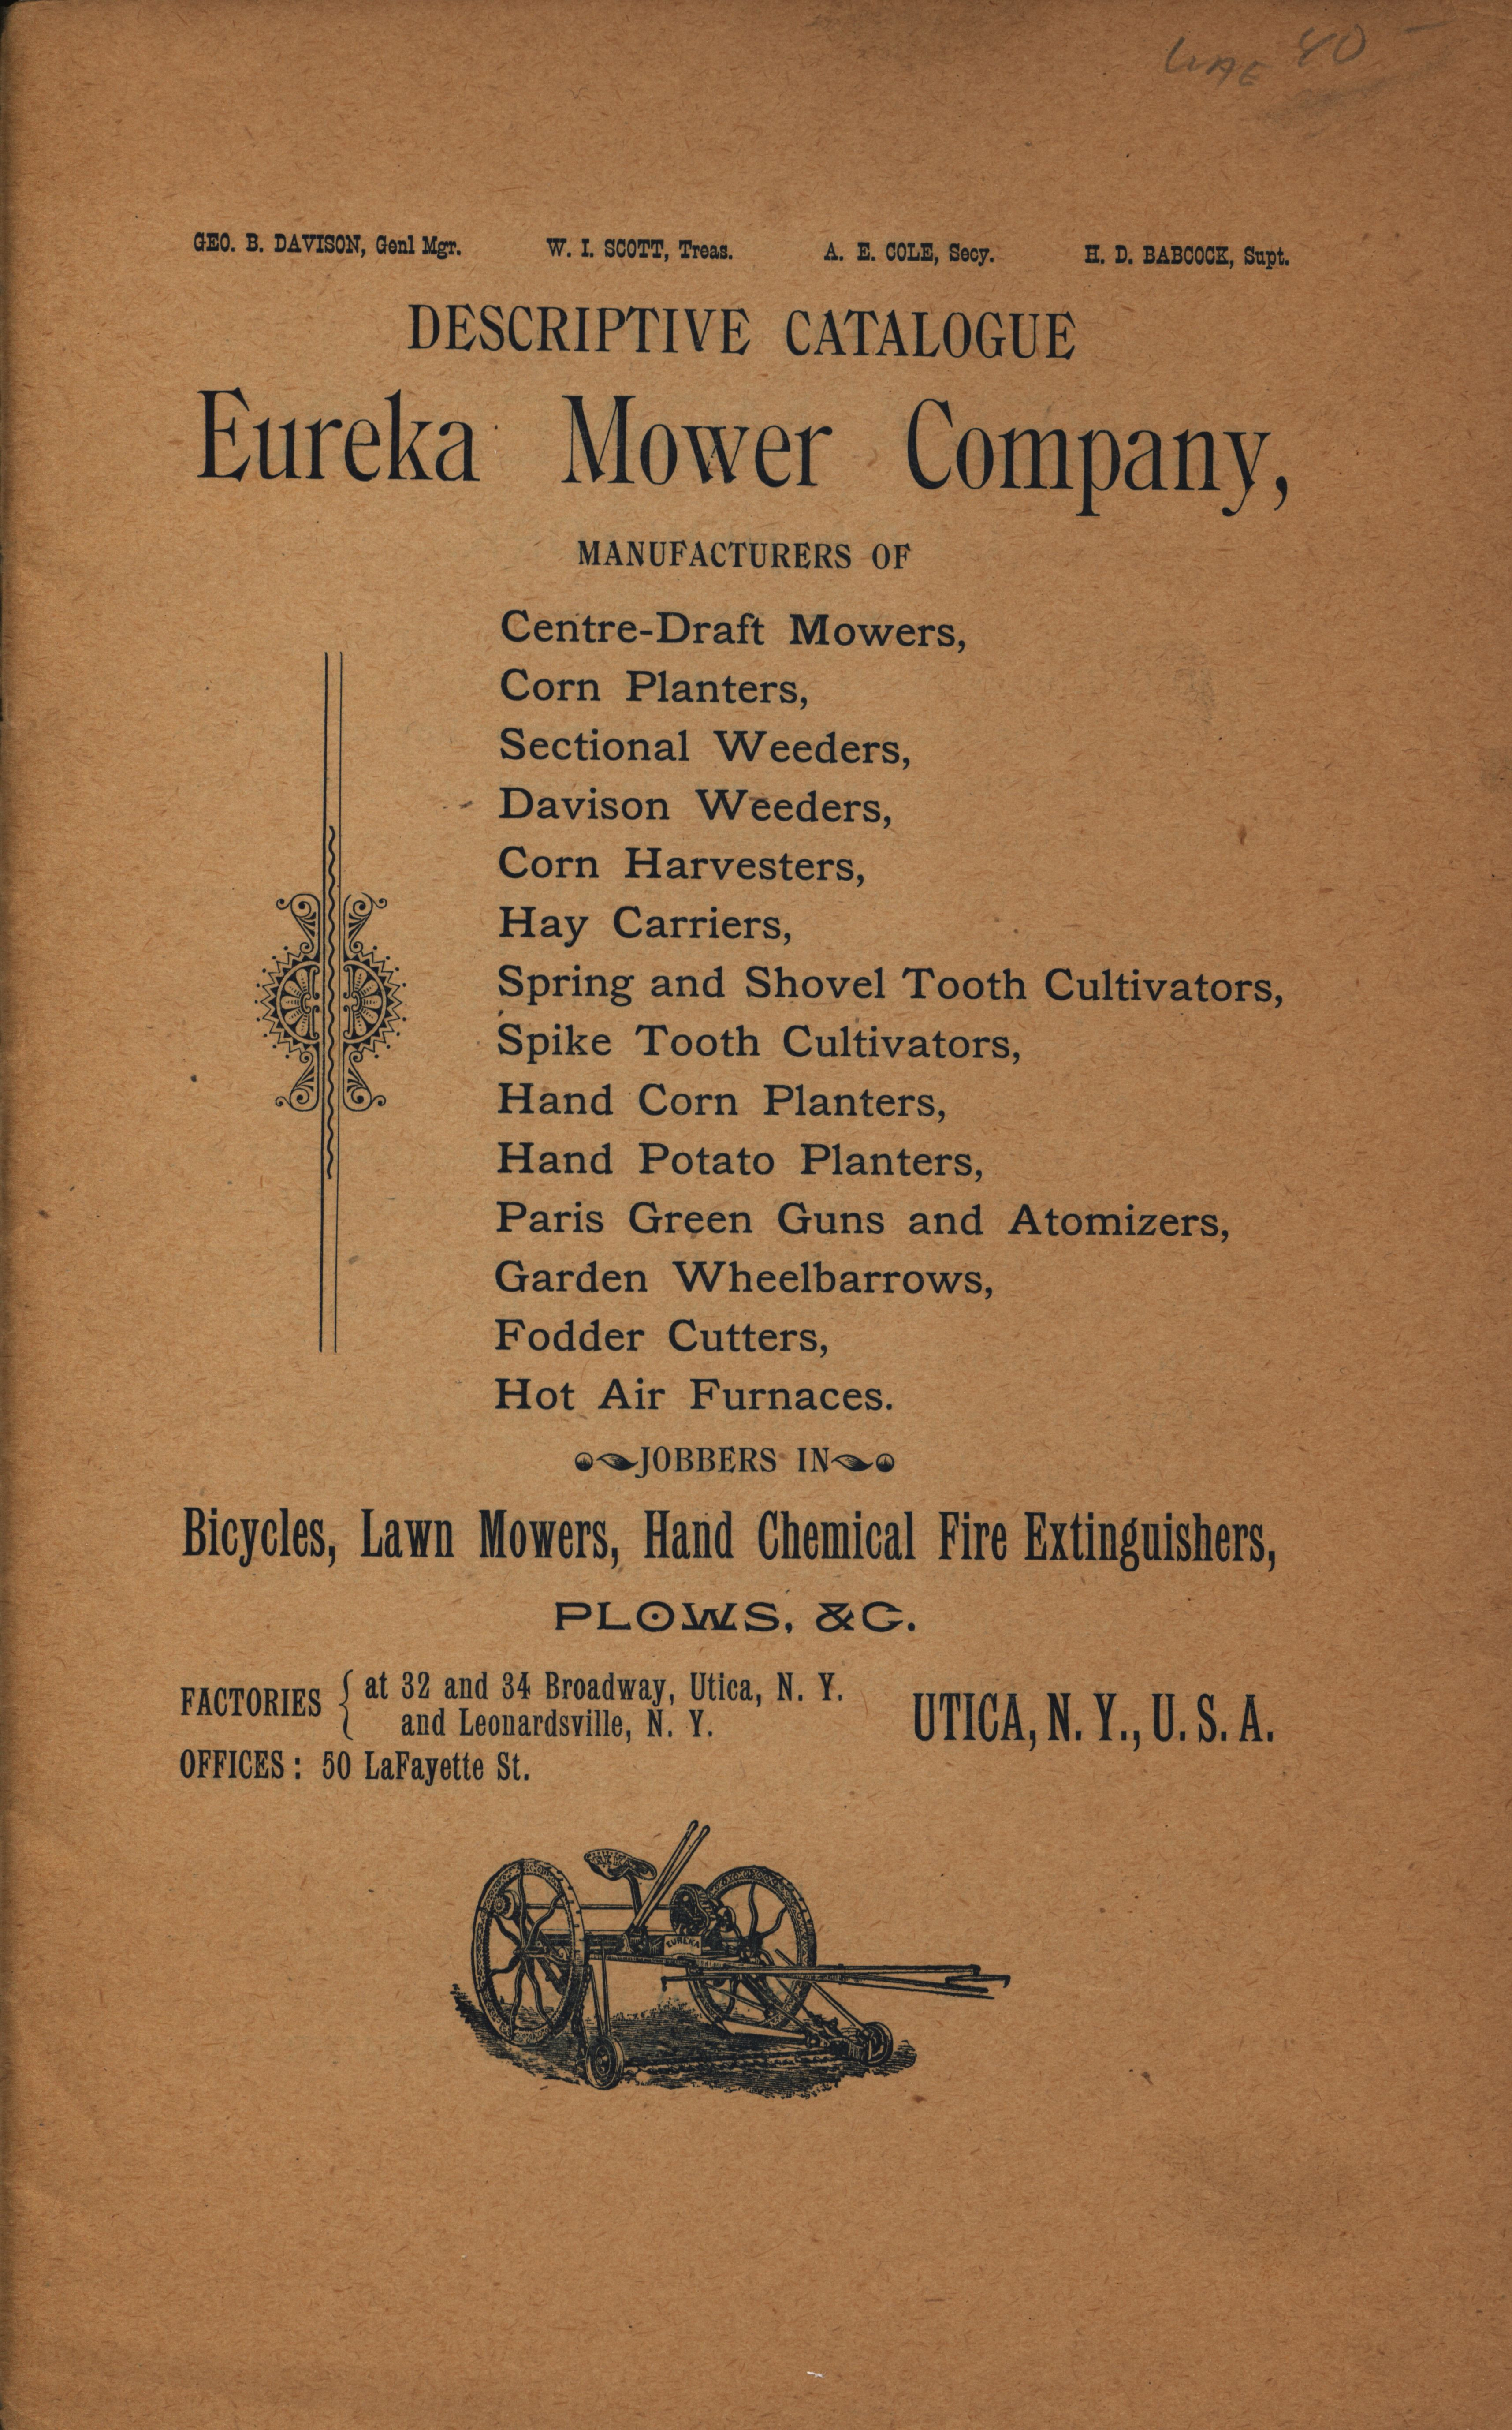 GEO. B. DAVISON, Genl Mgr. W. I. SCOTT, Treas. A. E. COLE, Secy. H. D. BABCOCK, Supt.
DESCRIPTIVE CATALOGUE
Eureka Mower Company,
MANUFACTURERS OF
Centre-Draft Mowers,
Corn Planters,
Sectional Weeders,
Davison Weeders,
Corn Harvesters,
Hay Carriers,
Spring and Shovel Tooth Cultivators,
Spike Tooth Cultivators,
Hand Corn Planters,
Hand Potato Planters,
Paris Green Guns and Atomizers,
Garden Wheelbarrows,
Fodder Cutters,
Hot Air Furnaces.
JOBBERS IN
Bicycles, Lawn Mowers, Hand Chemical Fire Extinguishers,
PLOWS, &C.
FACTORIES { at 32 and 34 Broadway, Utica, N. Y.
and Leonardsville, N. Y.
OFFICES: 50 LaFayette St.
UTICA, N. Y., U. S. A.
EUREKA